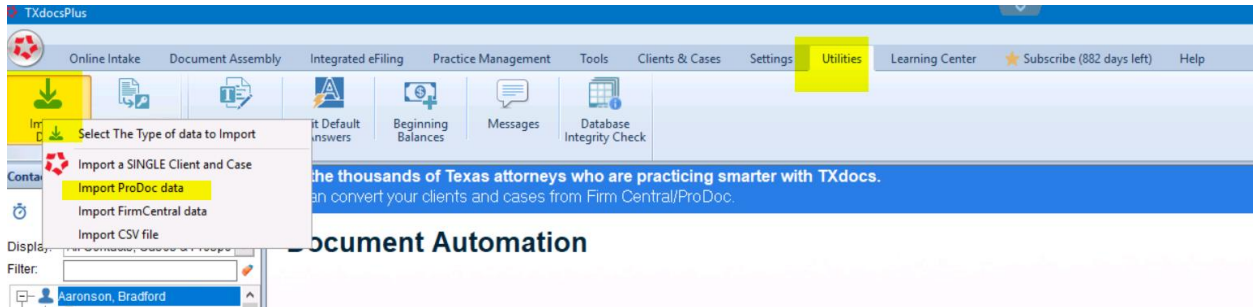 TXdocsPlus
Online Intake Document Assembly Integrated eFiling Practice Management Tools Clients & Cases Settings Utilities Learning Center Subscribe (882 days left) Help
Im
D
it Default
Answers
Beginning
Balances
Messages
Database
Integrity Check
Select The Type of data to Import
Import a SINGLE Client and Case
Import ProDoc data
Import FirmCentral data
Import CSV file
Conta
the thousands of Texas attorneys who are practicing smarter with TXdocs.
an convert your clients and cases from Firm Central/ProDoc.
Display:
Document Automation
Filter:
Aaronson, Bradford